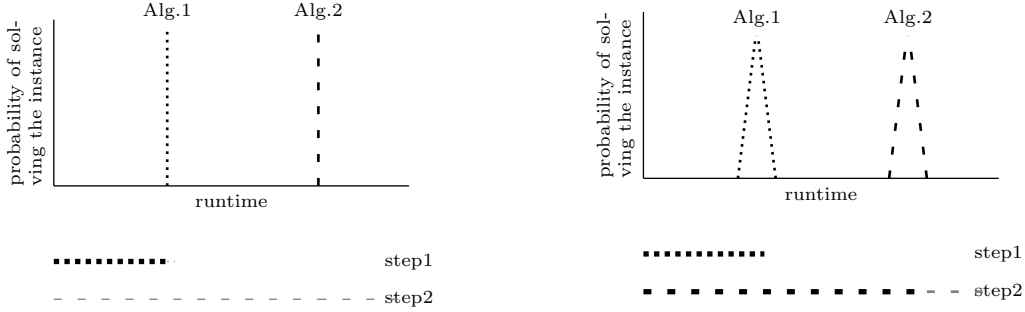 Alg.1 Alg.2
probability of sol-
ving the instance
runtime
step1
step2
Alg.1 Alg.2
probability of sol-
ving the instance
runtime
step1
step2